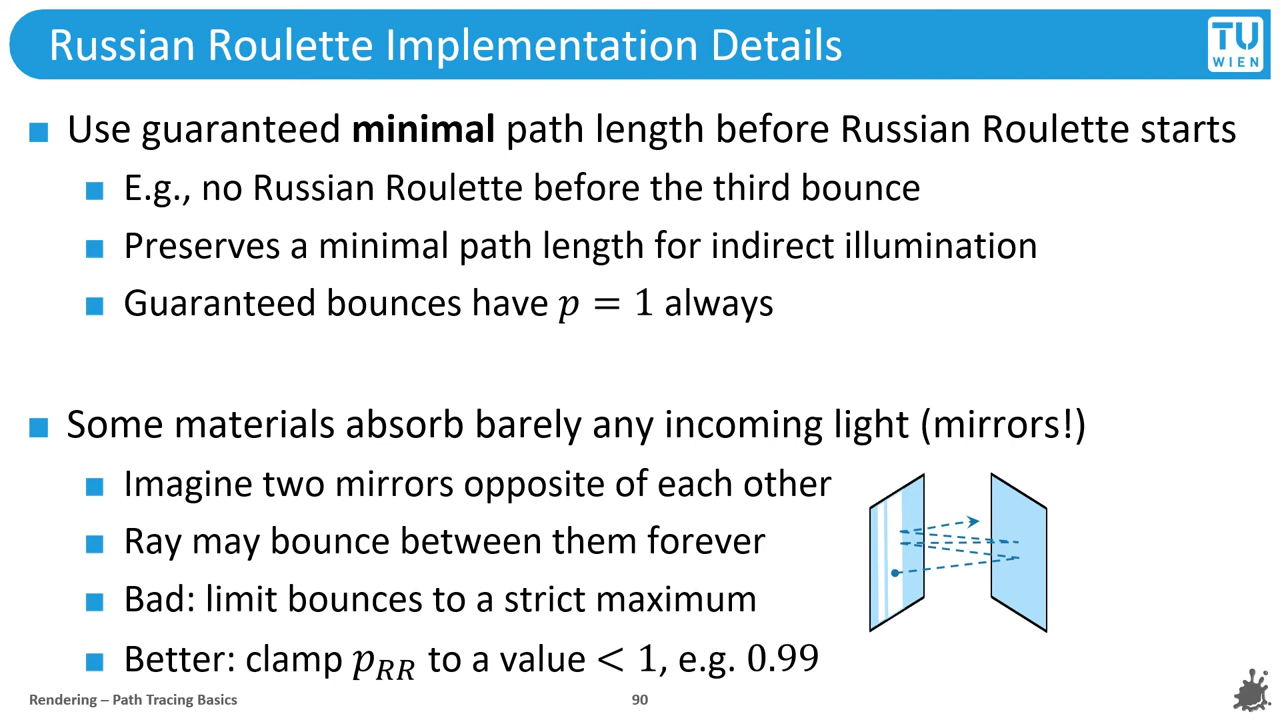 Russian Roulette Implementation Details
TU
WIEN
Use guaranteed minimal path length before Russian Roulette starts
E.g., no Russian Roulette before the third bounce
Preserves a minimal path length for indirect illumination
Guaranteed bounces have p = 1 always
Some materials absorb barely any incoming light (mirrors!)
Imagine two mirrors opposite of each other
Ray may bounce between them forever
Bad: limit bounces to a strict maximum
Better: clamp p_RR to a value < 1, e.g. 0.99
Rendering – Path Tracing Basics
90